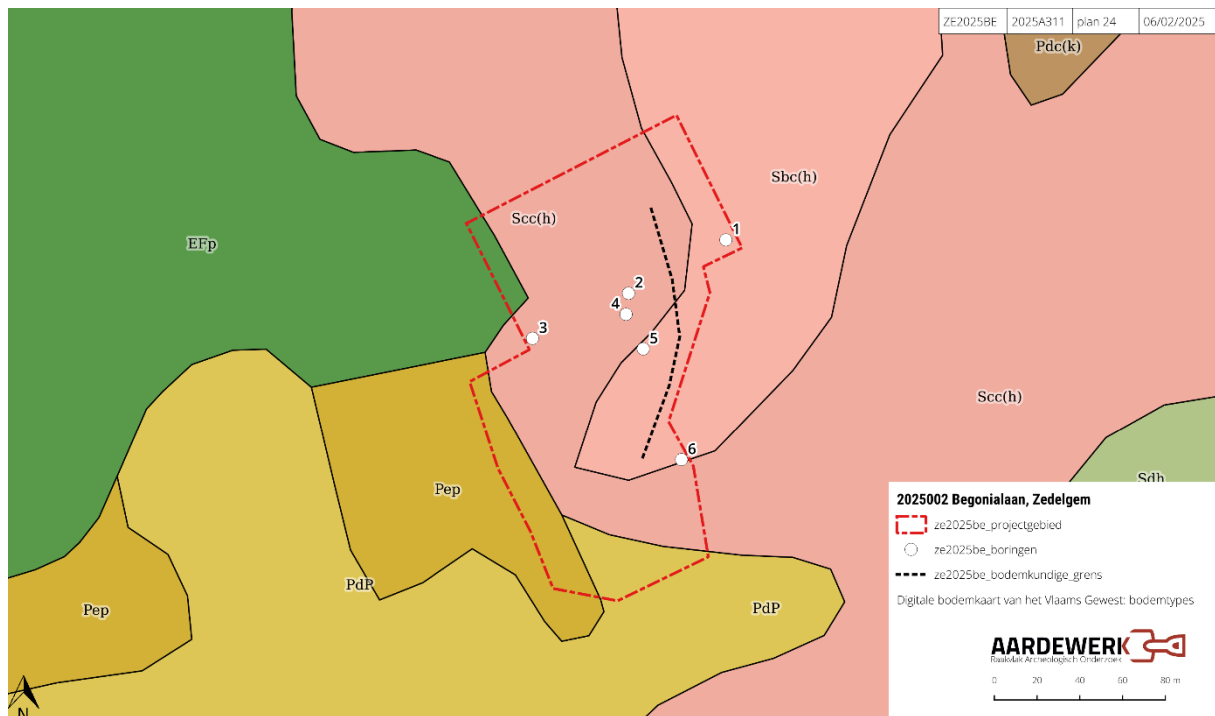 ZE2025BE 2025A311 plan 24 06/02/2025
Pdc(k)
Sbc(h)
Scc(h)
EFp
1
2
4
3
5
Scc(h)
6
Pep
Sdh
PdP
Pep
PdP
N
2025002 Begonialaan, Zedelgem
ze2025be_projectgebied
ze2025be_boringen
ze2025be_bodemkundige_grens
Digitale bodemkaart van het Vlaams Gewest: bodemtypes
AARDEWERK
Raakvlak Archeologisch Onderzoek
0 20 40 60 80 m